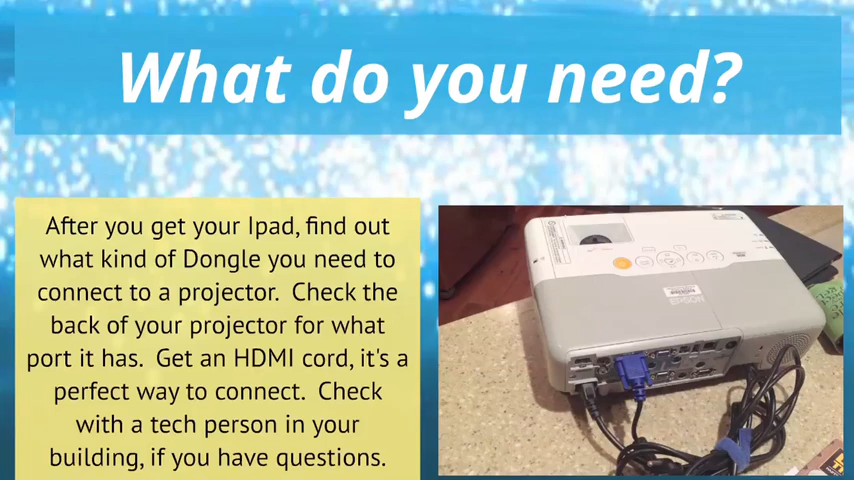 What do you need?
After you get your Ipad, find out
what kind of Dongle you need to
connect to a projector.  Check the
back of your projector for what
port it has.  Get an HDMI cord, it's a
perfect way to connect.  Check
with a tech person in your
building, if you have questions.
EPSON